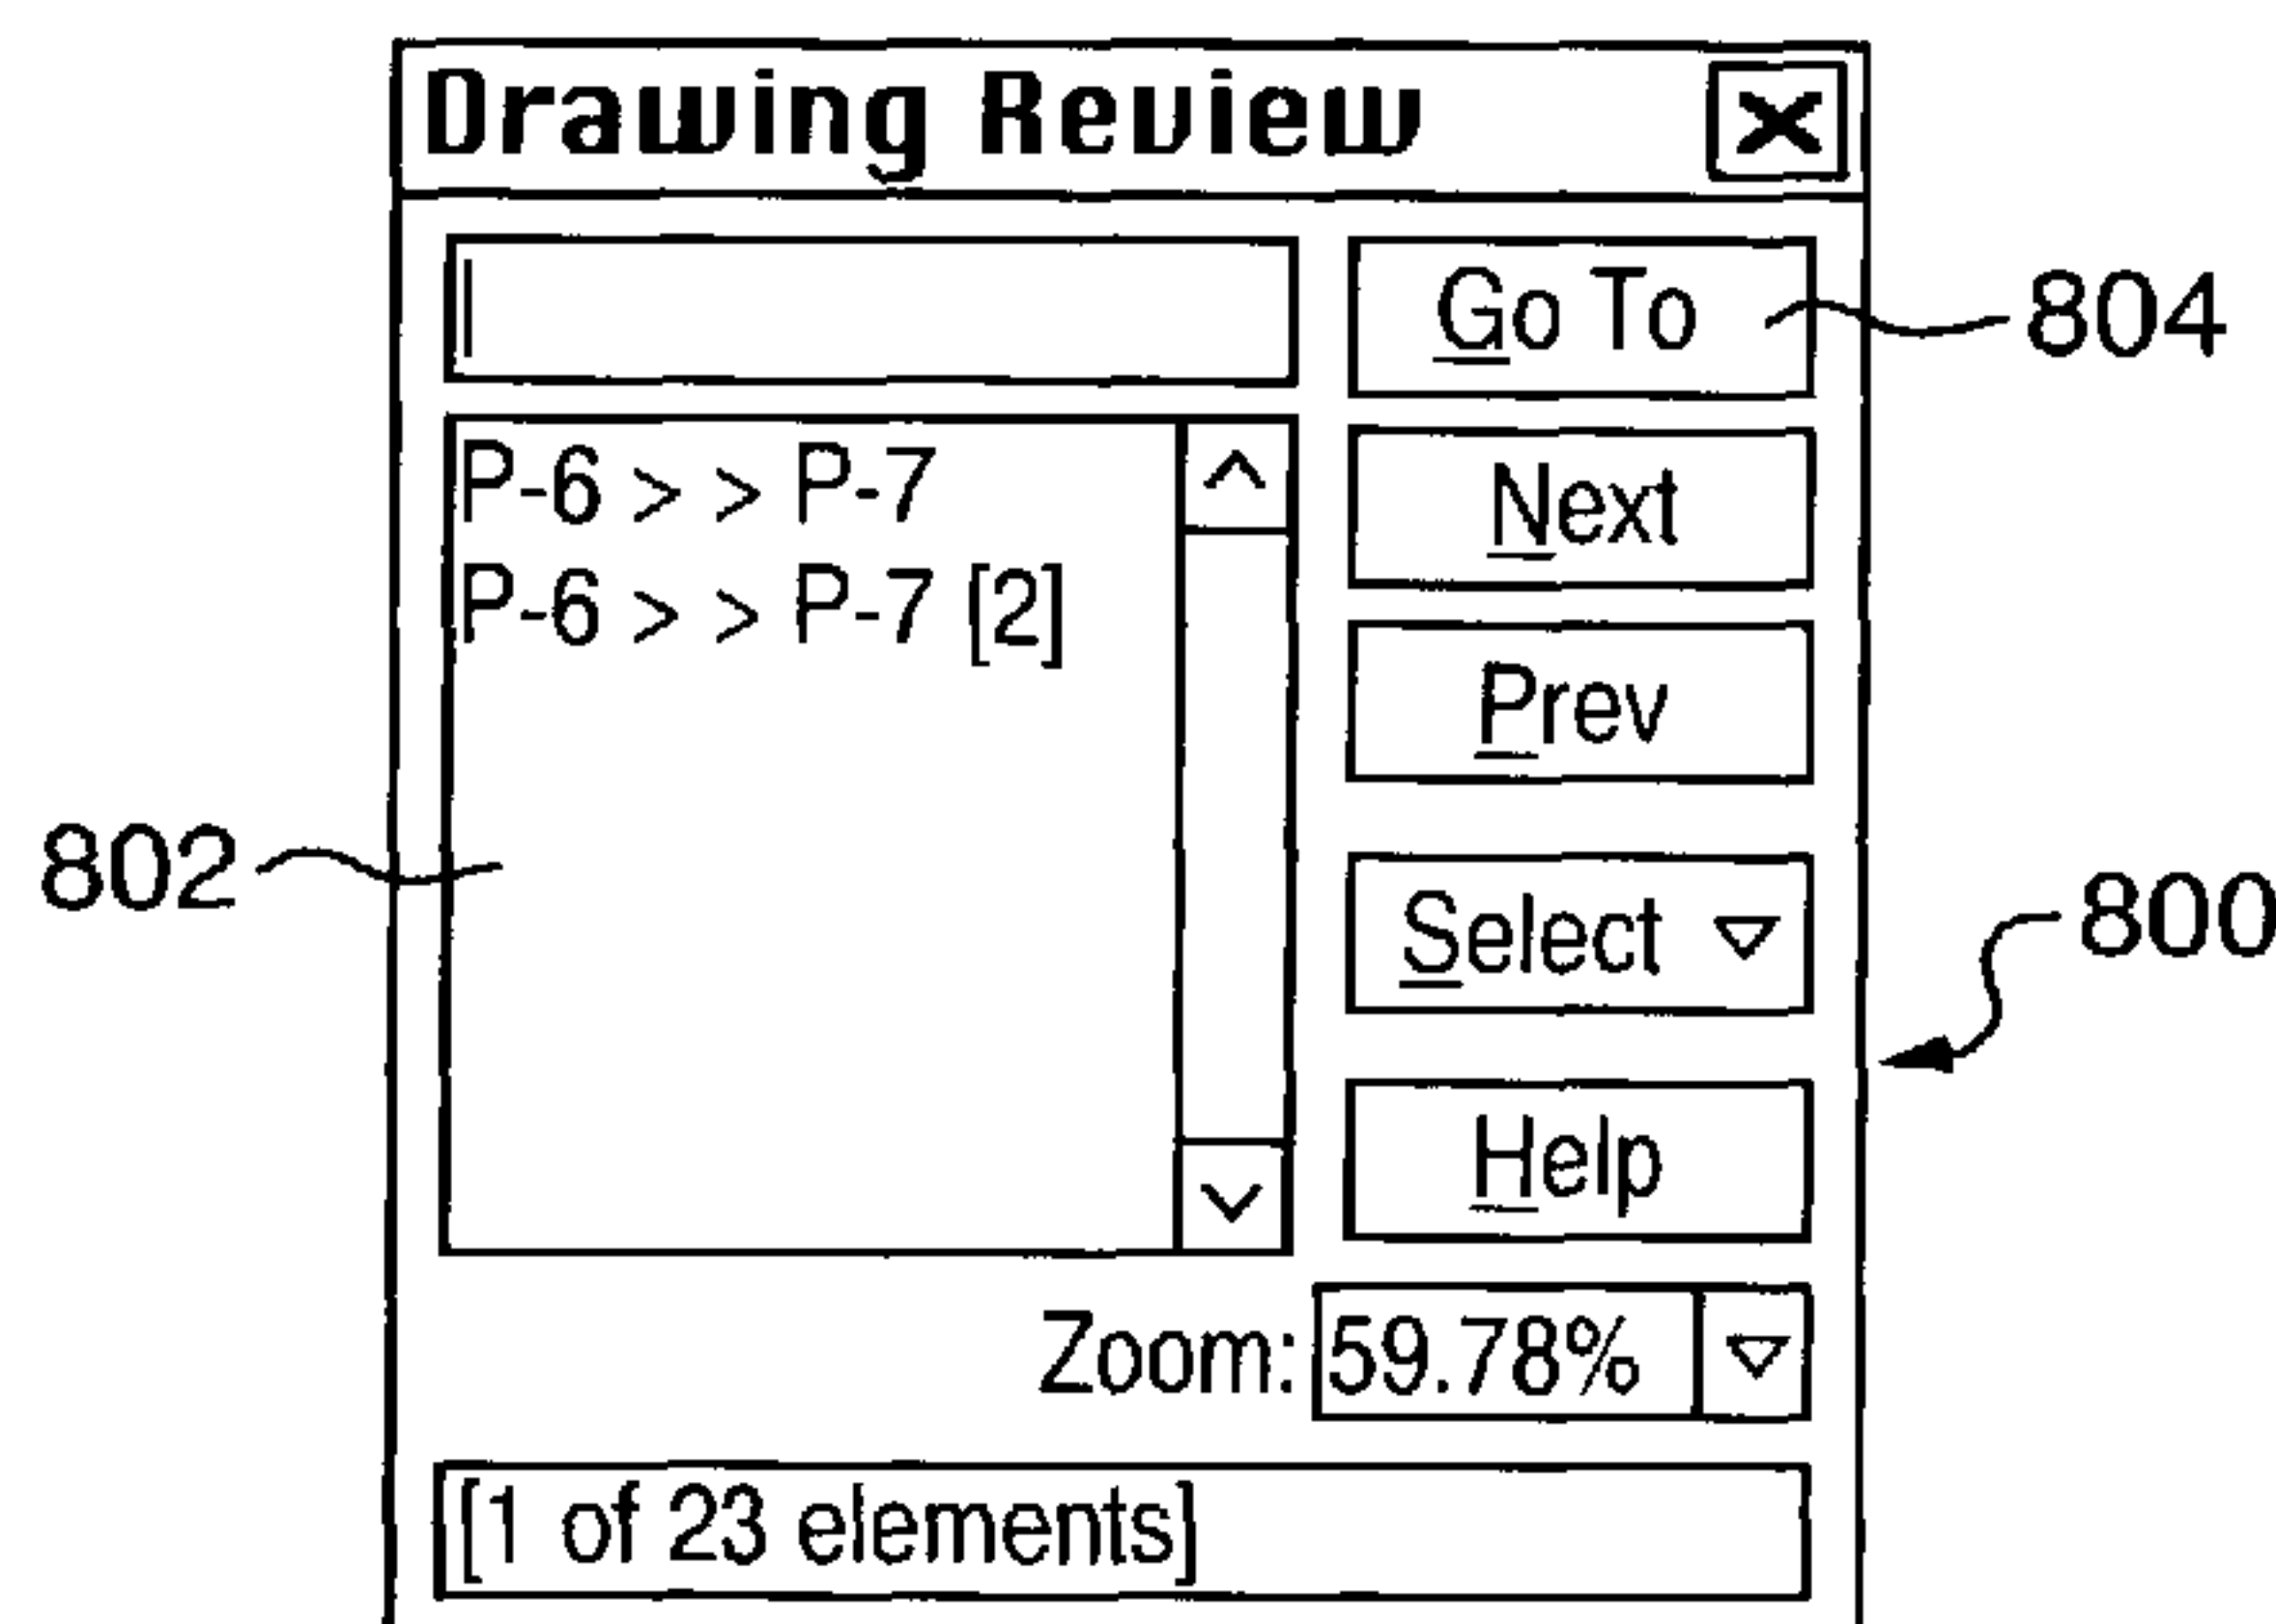 Drawing Review
Go To
804
P-6 > > P-7
Next
P-6 > > P-7 [2]
Prev
802
Select
800
Help
Zoom: 59.78%
[1 of 23 elements]